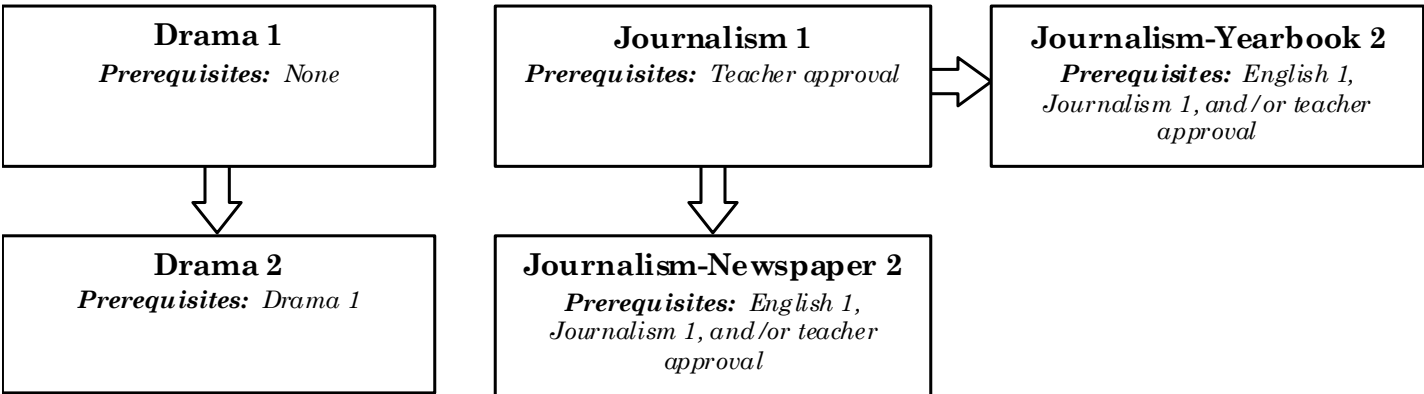 Drama 1
Prerequisites: None
Journalism 1
Prerequisites: Teacher approval
Journalism-Yearbook 2
Prerequisites: English 1,
Journalism 1, and/or teacher
approval
Drama 2
Prerequisites: Drama 1
Journalism-Newspaper 2
Prerequisites: English 1,
Journalism 1, and/or teacher
approval